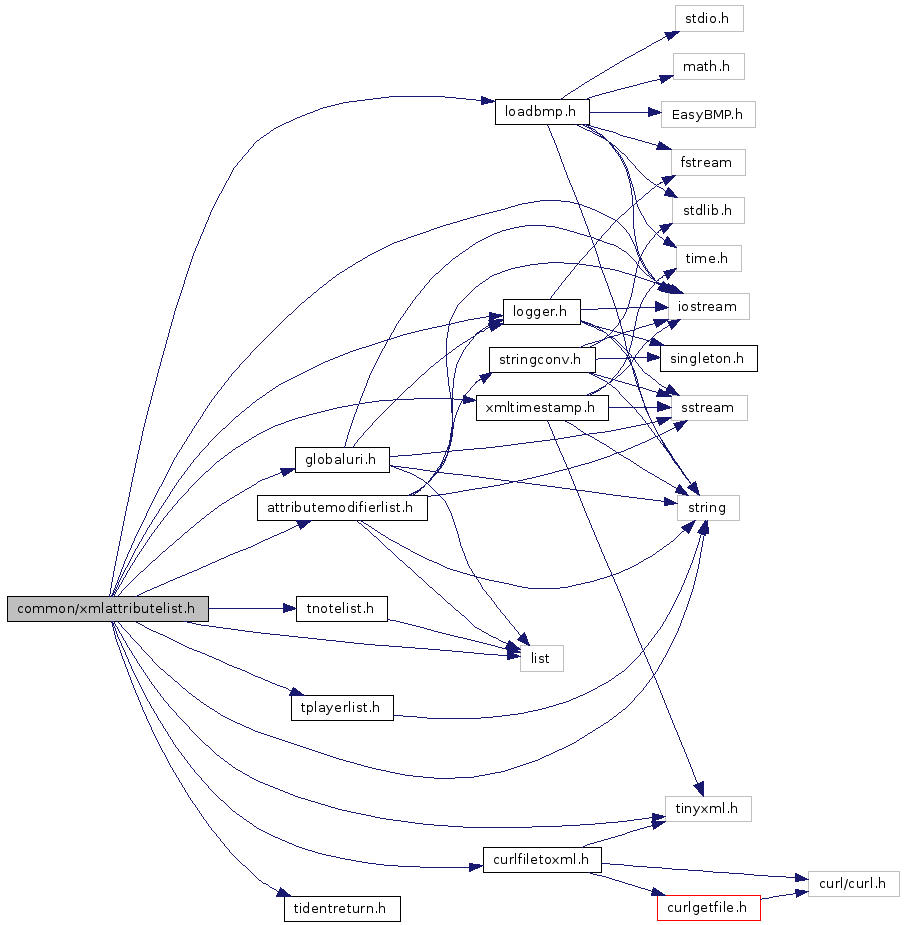 stdio.h
math.h
loadbmp.h
EasyBMP.h
fstream
stdlib.h
time.h
iostream
logger.h
singleton.h
stringconv.h
xmltimestamp.h
sstream
globaluri.h
attributemodifierlist.h
string
common/xmlattributelist.h
tnotelist.h
list
tplayerlist.h
tinyxml.h
curlfiletoxml.h
curl/curl.h
tidentreturn.h
curlgetfile.h